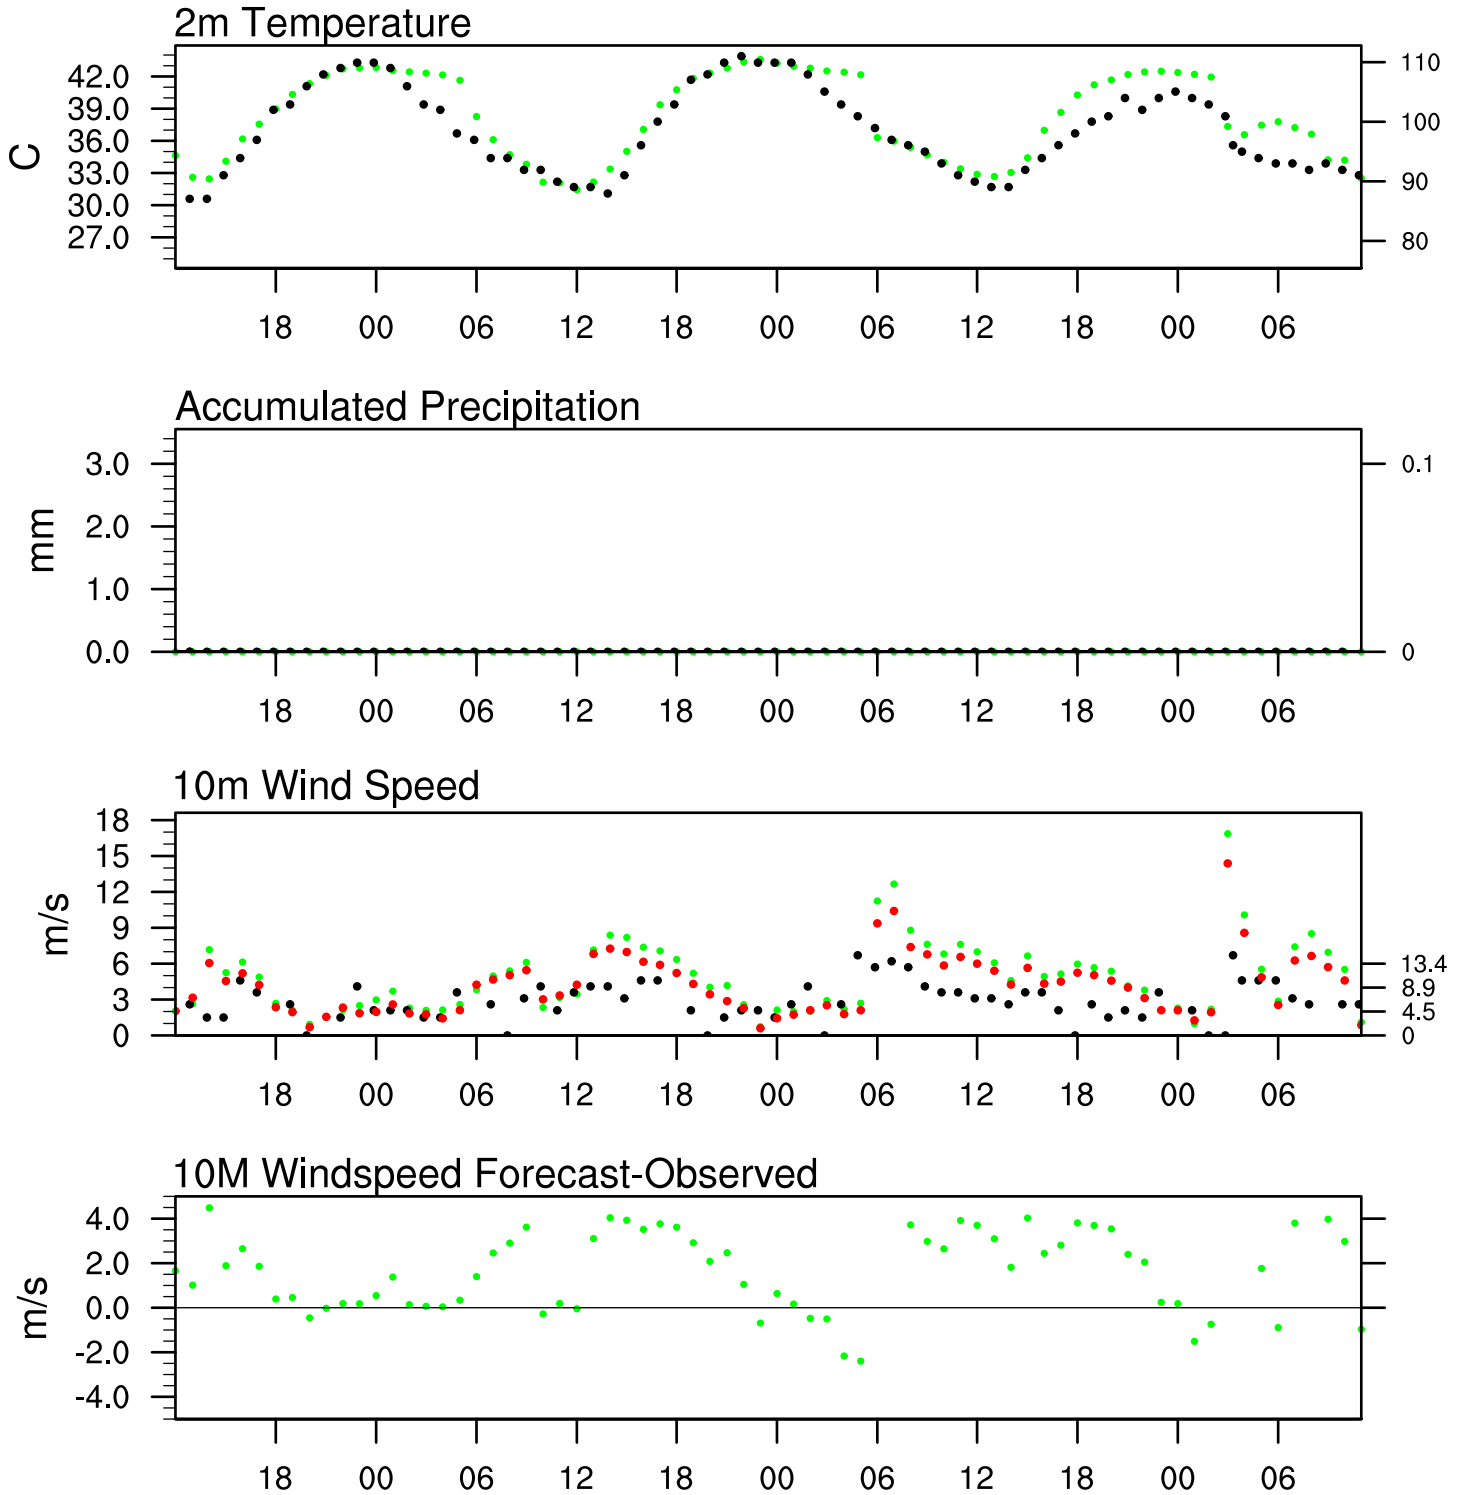 2m Temperature
42.0
39.0
36.0
33.0
30.0
27.0
C
110
100
90
80
18 00 06 12 18 00 06 12 18 00 06
Accumulated Precipitation
3.0
2.0
1.0
0.0
mm
0.1
0
18 00 06 12 18 00 06 12 18 00 06
10m Wind Speed
18
15
12
9
6
3
0
m/s
13.4
8.9
4.5
0
18 00 06 12 18 00 06 12 18 00 06
10M Windspeed Forecast-Observed
4.0
2.0
0.0
-2.0
-4.0
m/s
18 00 06 12 18 00 06 12 18 00 06